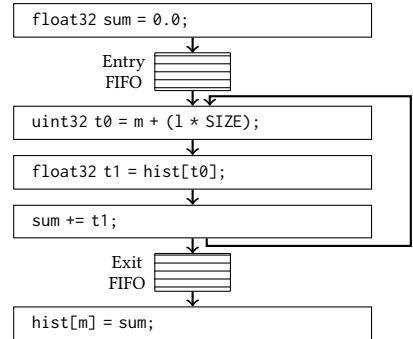 float32 sum = 0.0;
Entry
FIFO
uint32 t0 = m + (l * SIZE);
float32 t1 = hist[t0];
sum += t1;
Exit
FIFO
hist[m] = sum;